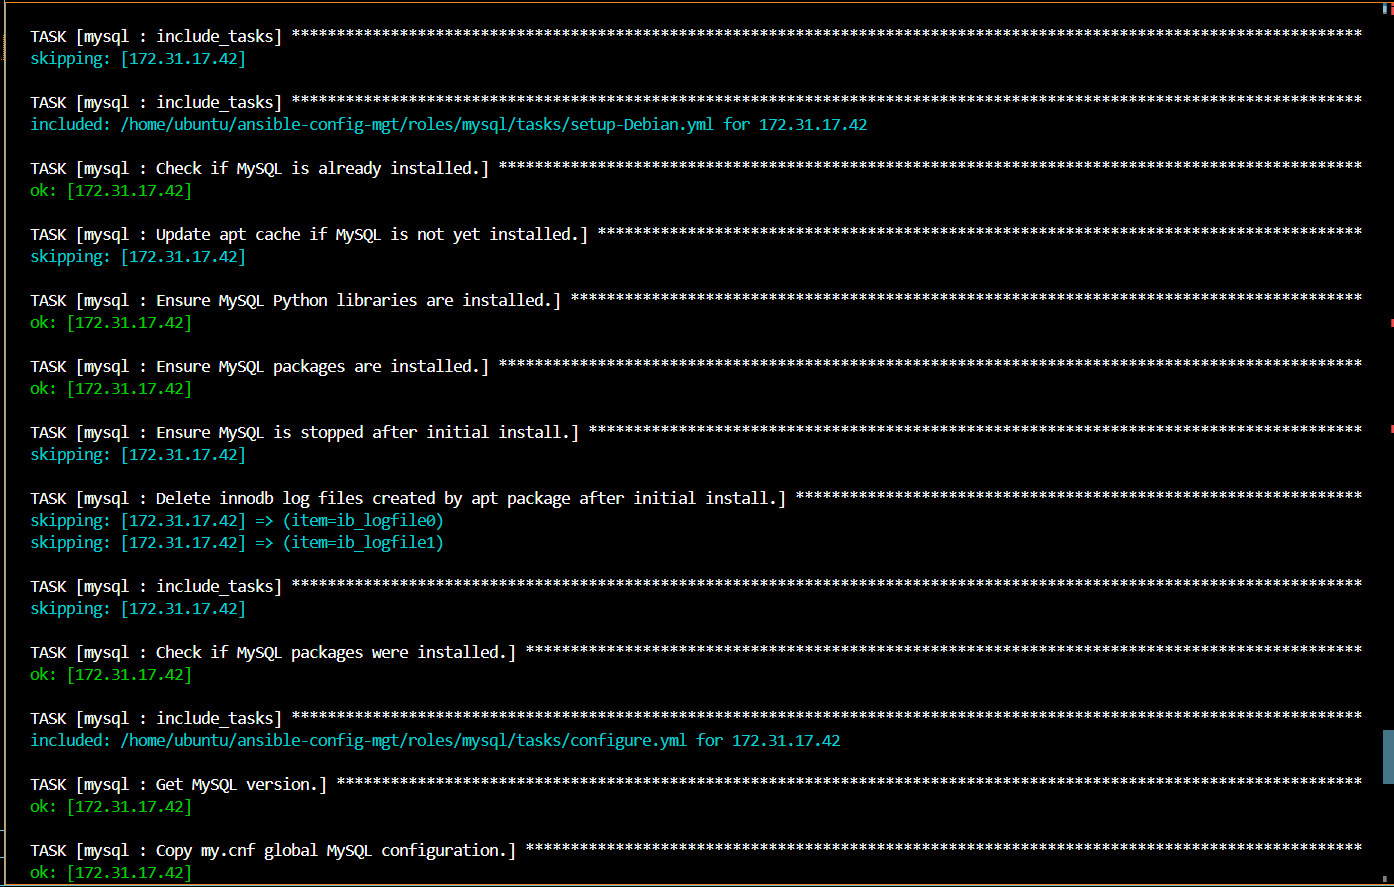 TASK [mysql : include_tasks] ***********************************************************************************************************************
skipping: [172.31.17.42]
TASK [mysql : include_tasks] ***********************************************************************************************************************
included: /home/ubuntu/ansible-config-mgt/roles/mysql/tasks/setup-Debian.yml for 172.31.17.42
TASK [mysql : Check if MySQL is already installed.] ************************************************************************************************
ok: [172.31.17.42]
TASK [mysql : Update apt cache if MySQL is not yet installed.] *************************************************************************************
skipping: [172.31.17.42]
TASK [mysql : Ensure MySQL Python libraries are installed.] ****************************************************************************************
ok: [172.31.17.42]
TASK [mysql : Ensure MySQL packages are installed.] ************************************************************************************************
ok: [172.31.17.42]
TASK [mysql : Ensure MySQL is stopped after initial install.] **************************************************************************************
skipping: [172.31.17.42]
TASK [mysql : Delete innodb log files created by apt package after initial install.] ***************************************************************
skipping: [172.31.17.42] => (item=ib_logfile0)
skipping: [172.31.17.42] => (item=ib_logfile1)
TASK [mysql : include_tasks] ***********************************************************************************************************************
skipping: [172.31.17.42]
TASK [mysql : Check if MySQL packages were installed.] *********************************************************************************************
ok: [172.31.17.42]
TASK [mysql : include_tasks] ***********************************************************************************************************************
included: /home/ubuntu/ansible-config-mgt/roles/mysql/tasks/configure.yml for 172.31.17.42
TASK [mysql : Get MySQL version.] ******************************************************************************************************************
ok: [172.31.17.42]
TASK [mysql : Copy my.cnf global MySQL configuration.] *********************************************************************************************
ok: [172.31.17.42]